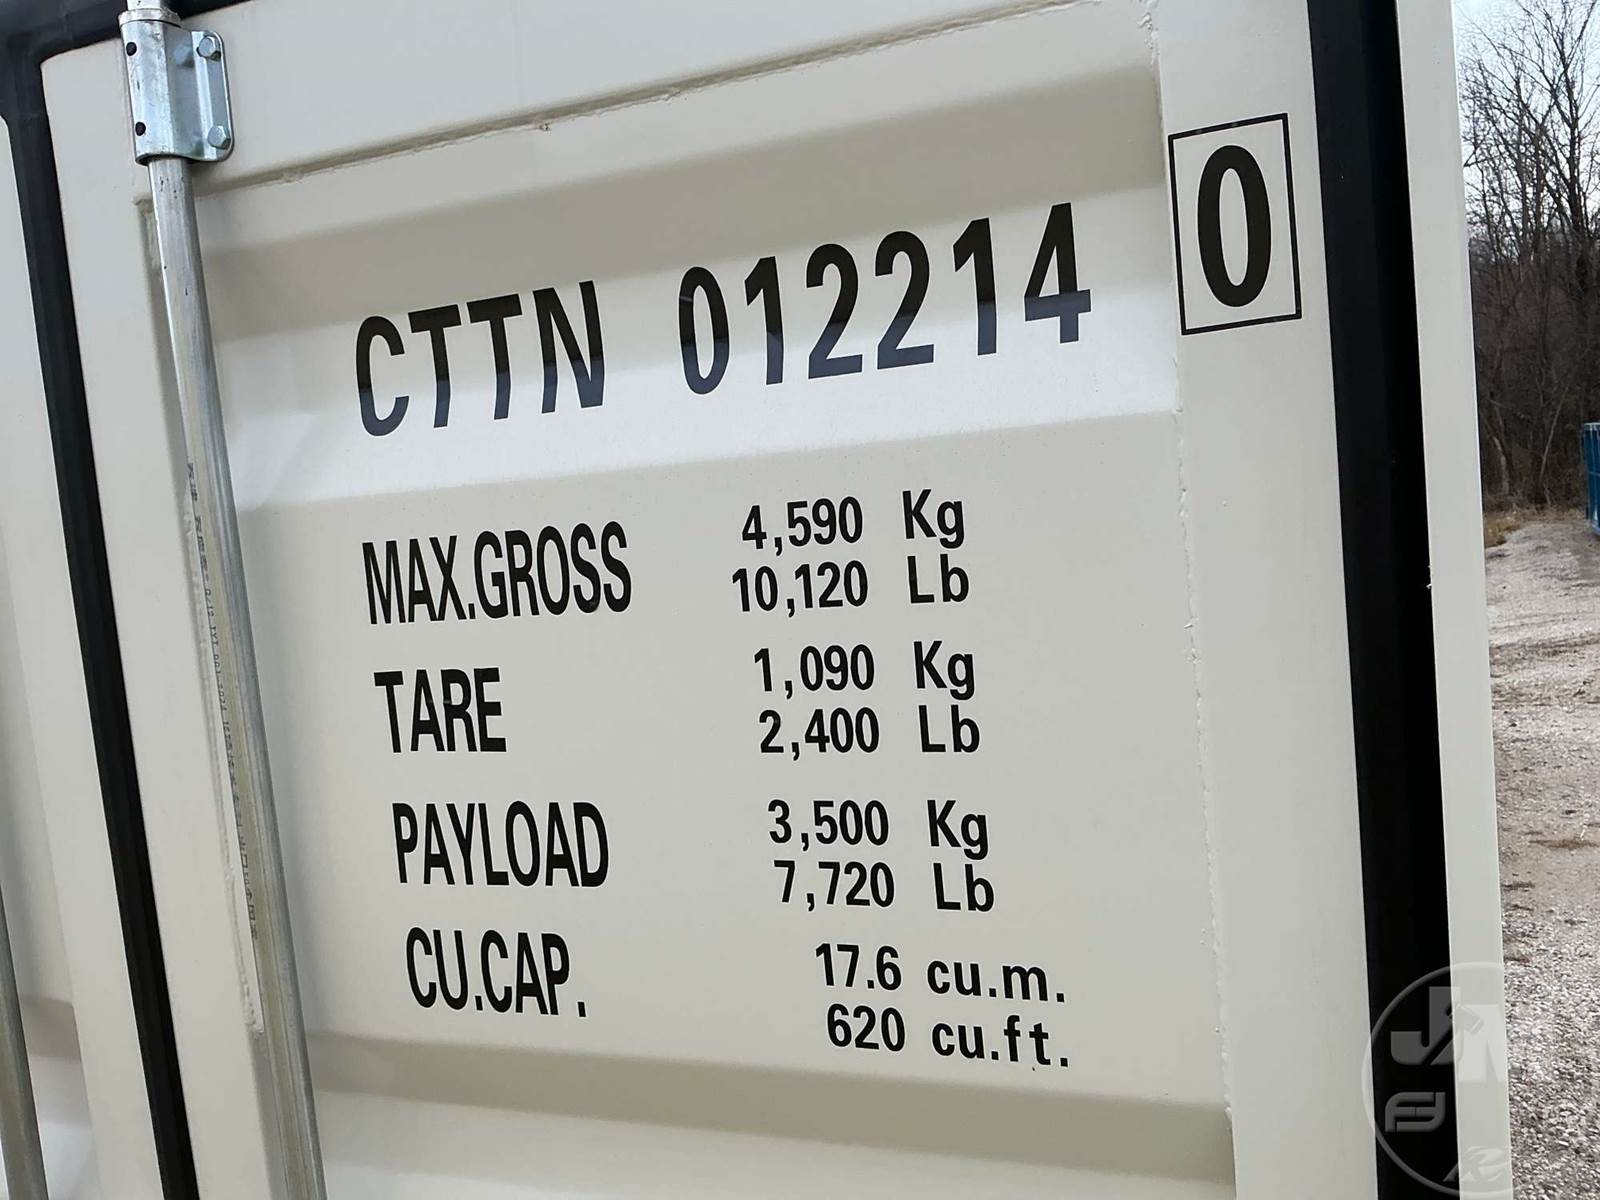 CTTN 012214 0
MAX.GROSS 4,590 Kg
10,120 Lb
TARE 1,090 Kg
2,400 Lb
PAYLOAD 3,500 Kg
7,720 Lb
CU.CAP. 17.6 cu.m.
620 cu.ft.